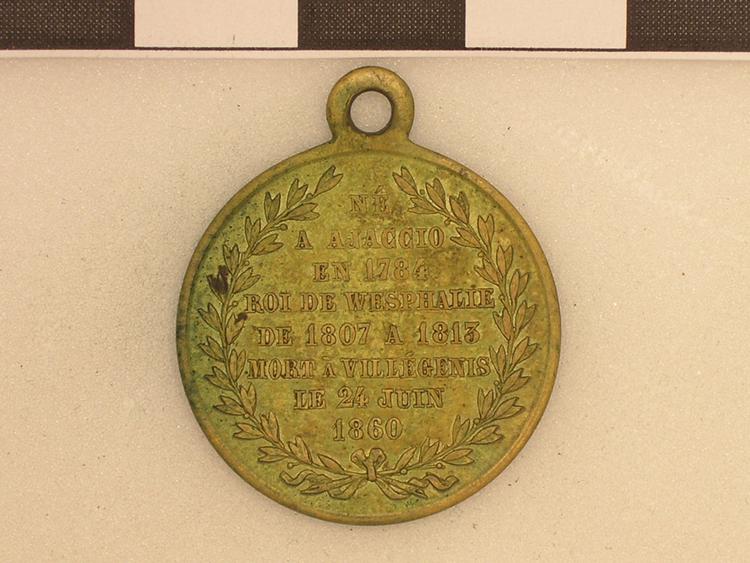 NÉ
A AJACCIO
EN 1784
ROI DE WESPHALIE
DE 1807 A 1813
MORT A VILLÉGENIS
LE 24 JUIN
1860